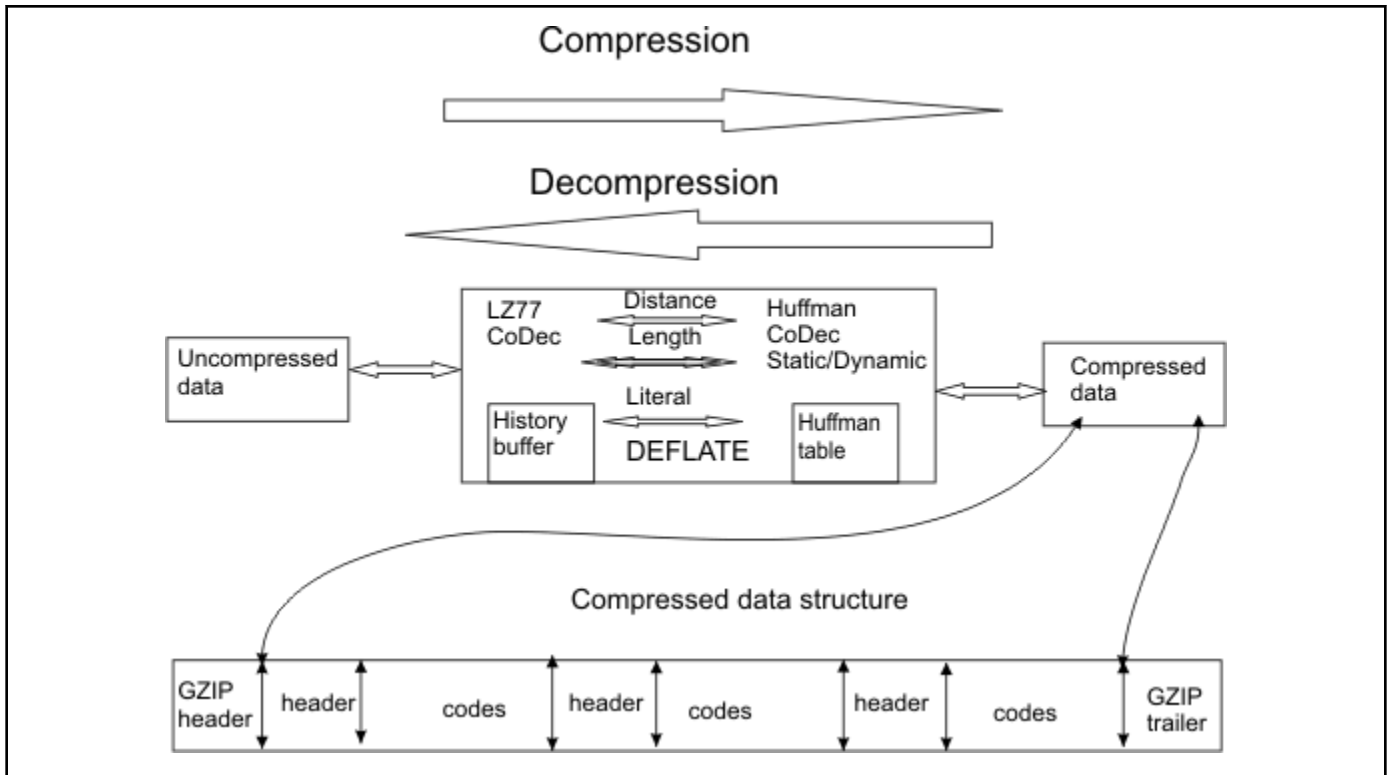 Compression
Decompression
LZ77
CoDec
Distance
Length
Literal
Huffman
CoDec
Static/Dynamic
Uncompressed
data
Compressed
data
History
buffer
DEFLATE
Huffman
table
Compressed data structure
GZIP
header
header
codes
header
codes
header
codes
GZIP
trailer